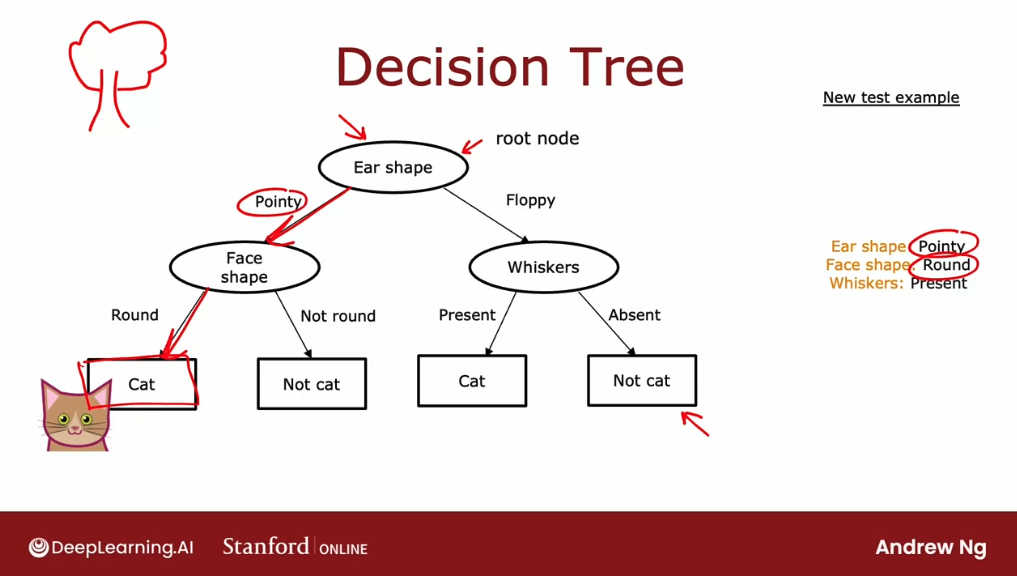 Decision Tree
New test example
root node
Ear shape
Pointy
Floppy
Face
shape
Whiskers
Ear shape: Pointy
Face shape: Round
Whiskers: Present
Round
Not round
Present
Absent
Cat
Not cat
Cat
Not cat
DeepLearning.AI
Stanford | ONLINE
Andrew Ng